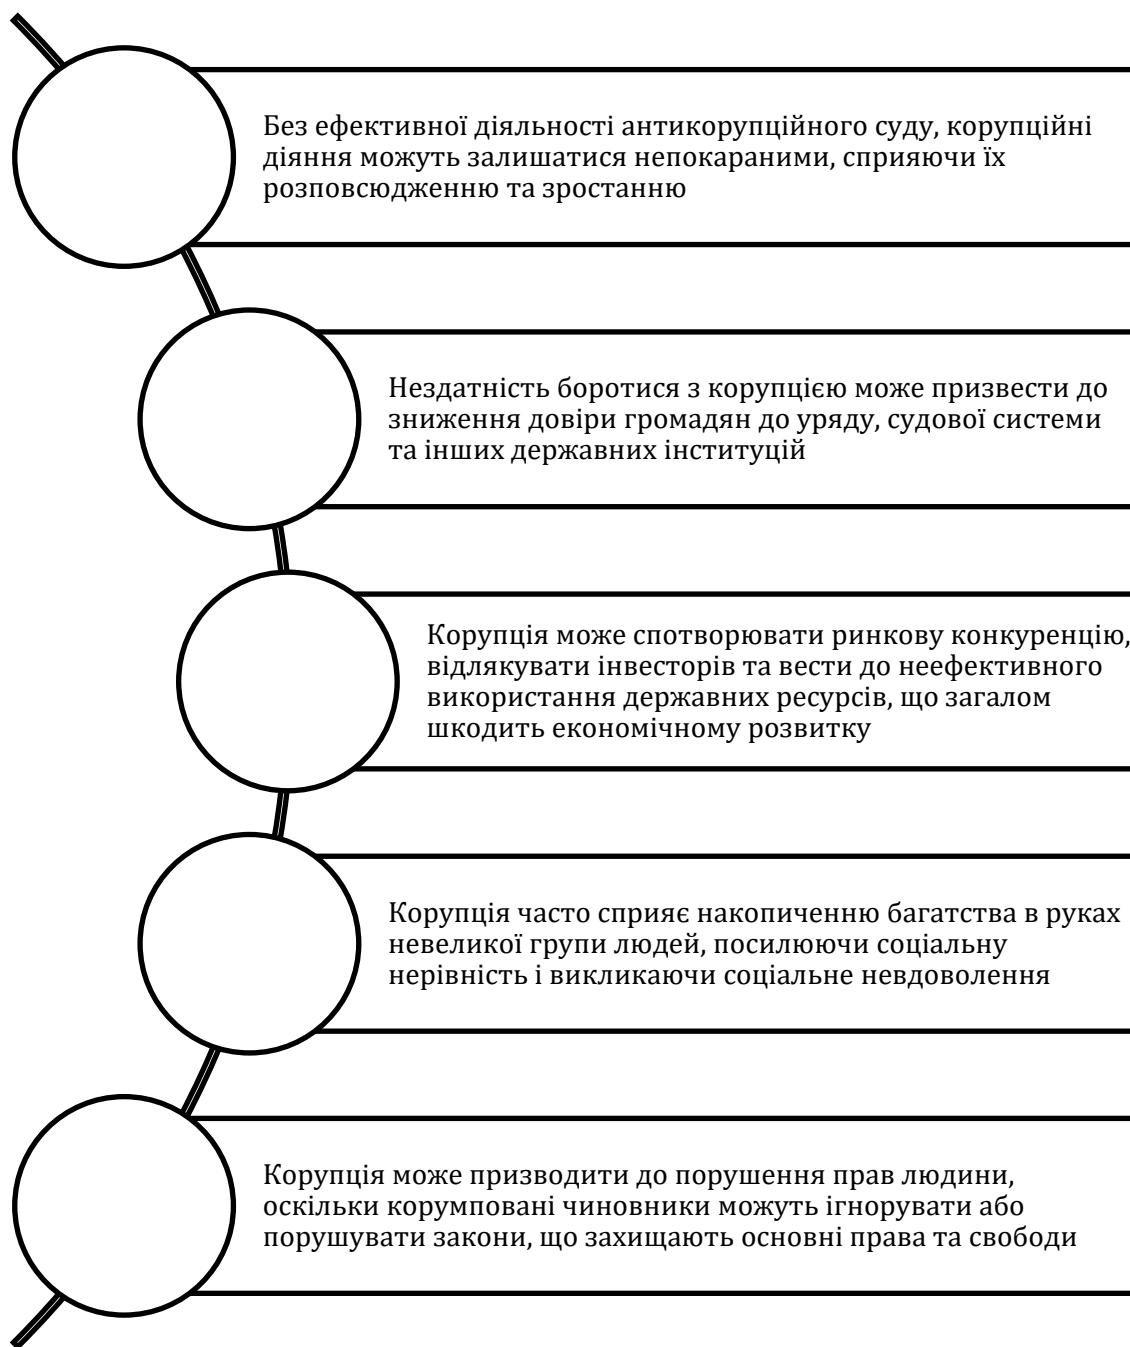 Без ефективної діяльності антикорупційного суду, корупційні
діяння можуть залишатися непокараними, сприяючи їх
розповсюдженню та зростанню
Нездатність боротися з корупцією може призвести до
зниження довіри громадян до уряду, судової системи
та інших державних інституцій
Корупція може спотворювати ринкову конкуренцію,
відлякувати інвесторів та вести до неефективного
використання державних ресурсів, що загалом
шкодить економічному розвитку
Корупція часто сприяє накопиченню багатства в руках
невеликої групи людей, посилюючи соціальну
нерівність і викликаючи соціальне невдоволення
Корупція може призводити до порушення прав людини,
оскільки корумповані чиновники можуть ігнорувати або
порушувати закони, що захищають основні права та свободи